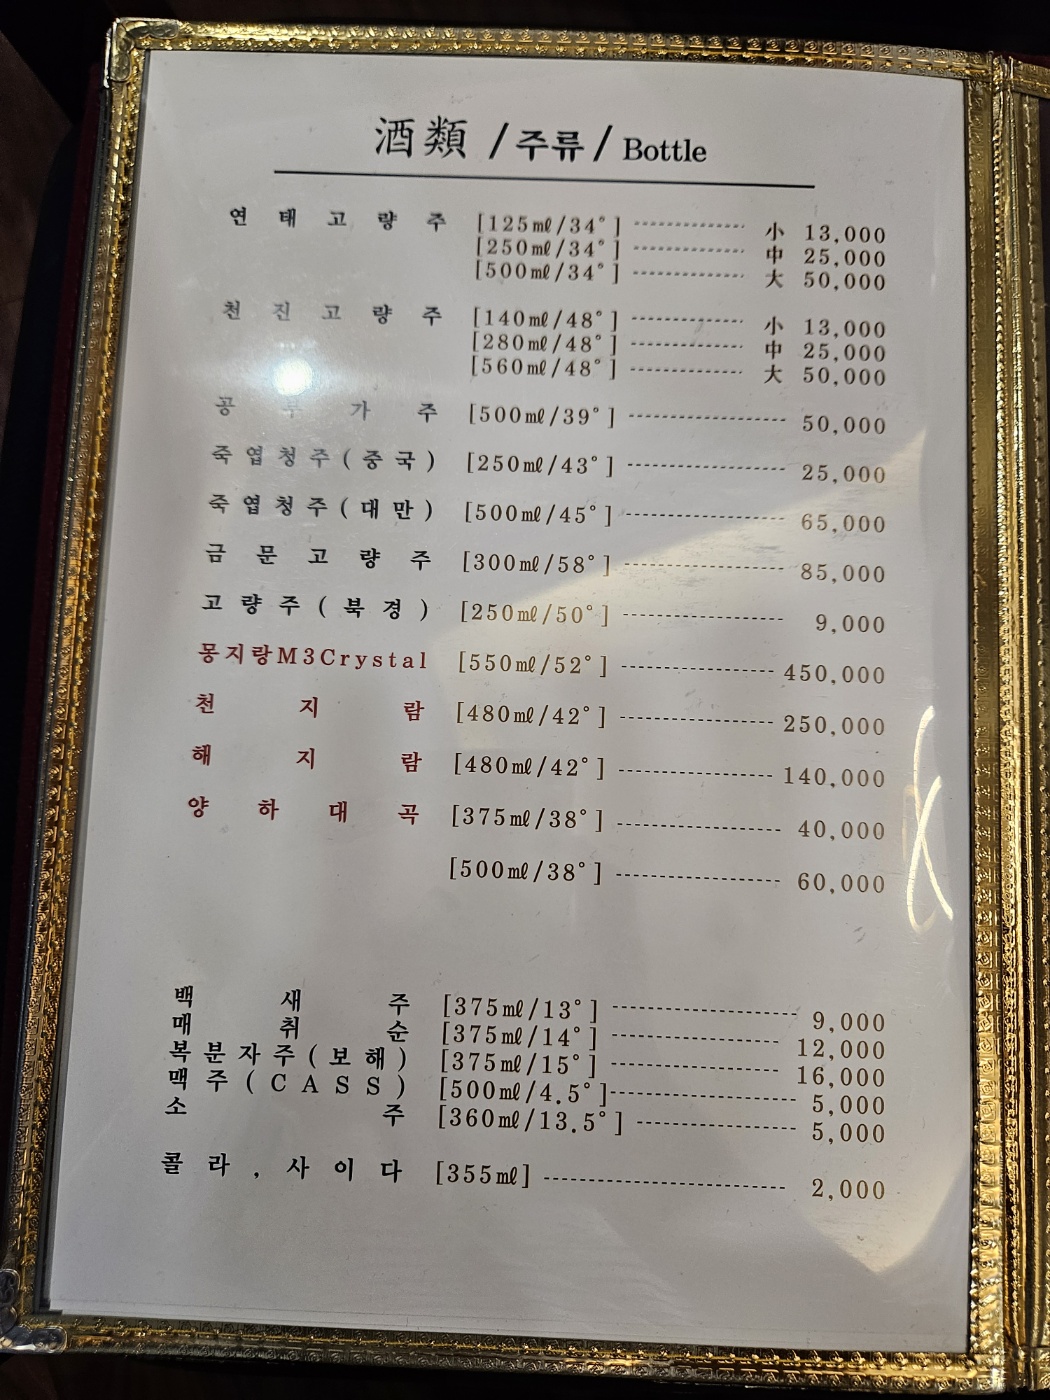 酒類 / 주류 / Bottle
연태고량주 [125㎖/34°] 小 13,000
[250㎖/34°] 中 25,000
[500㎖/34°] 大 50,000
천진고량주 [140㎖/48°] 小 13,000
[280㎖/48°] 中 25,000
[560㎖/48°] 大 50,000
공부가주 [500㎖/39°] 50,000
죽엽청주(중국) [250㎖/43°] 25,000
죽엽청주(대만) [500㎖/45°] 65,000
금문고량주 [300㎖/58°] 85,000
고량주(북경) [250㎖/50°] 9,000
몽지람M3Crystal [550㎖/52°] 450,000
천지람 [480㎖/42°] 250,000
해지람 [480㎖/42°] 140,000
양하대곡 [375㎖/38°] 40,000
[500㎖/38°] 60,000
백새주 [375㎖/13°] 9,000
매취순 [375㎖/14°] 12,000
복분자주(보해) [375㎖/15°] 16,000
맥주(CASS) [500㎖/4.5°] 5,000
소주 [360㎖/13.5°] 5,000
콜라,사이다 [355㎖] 2,000